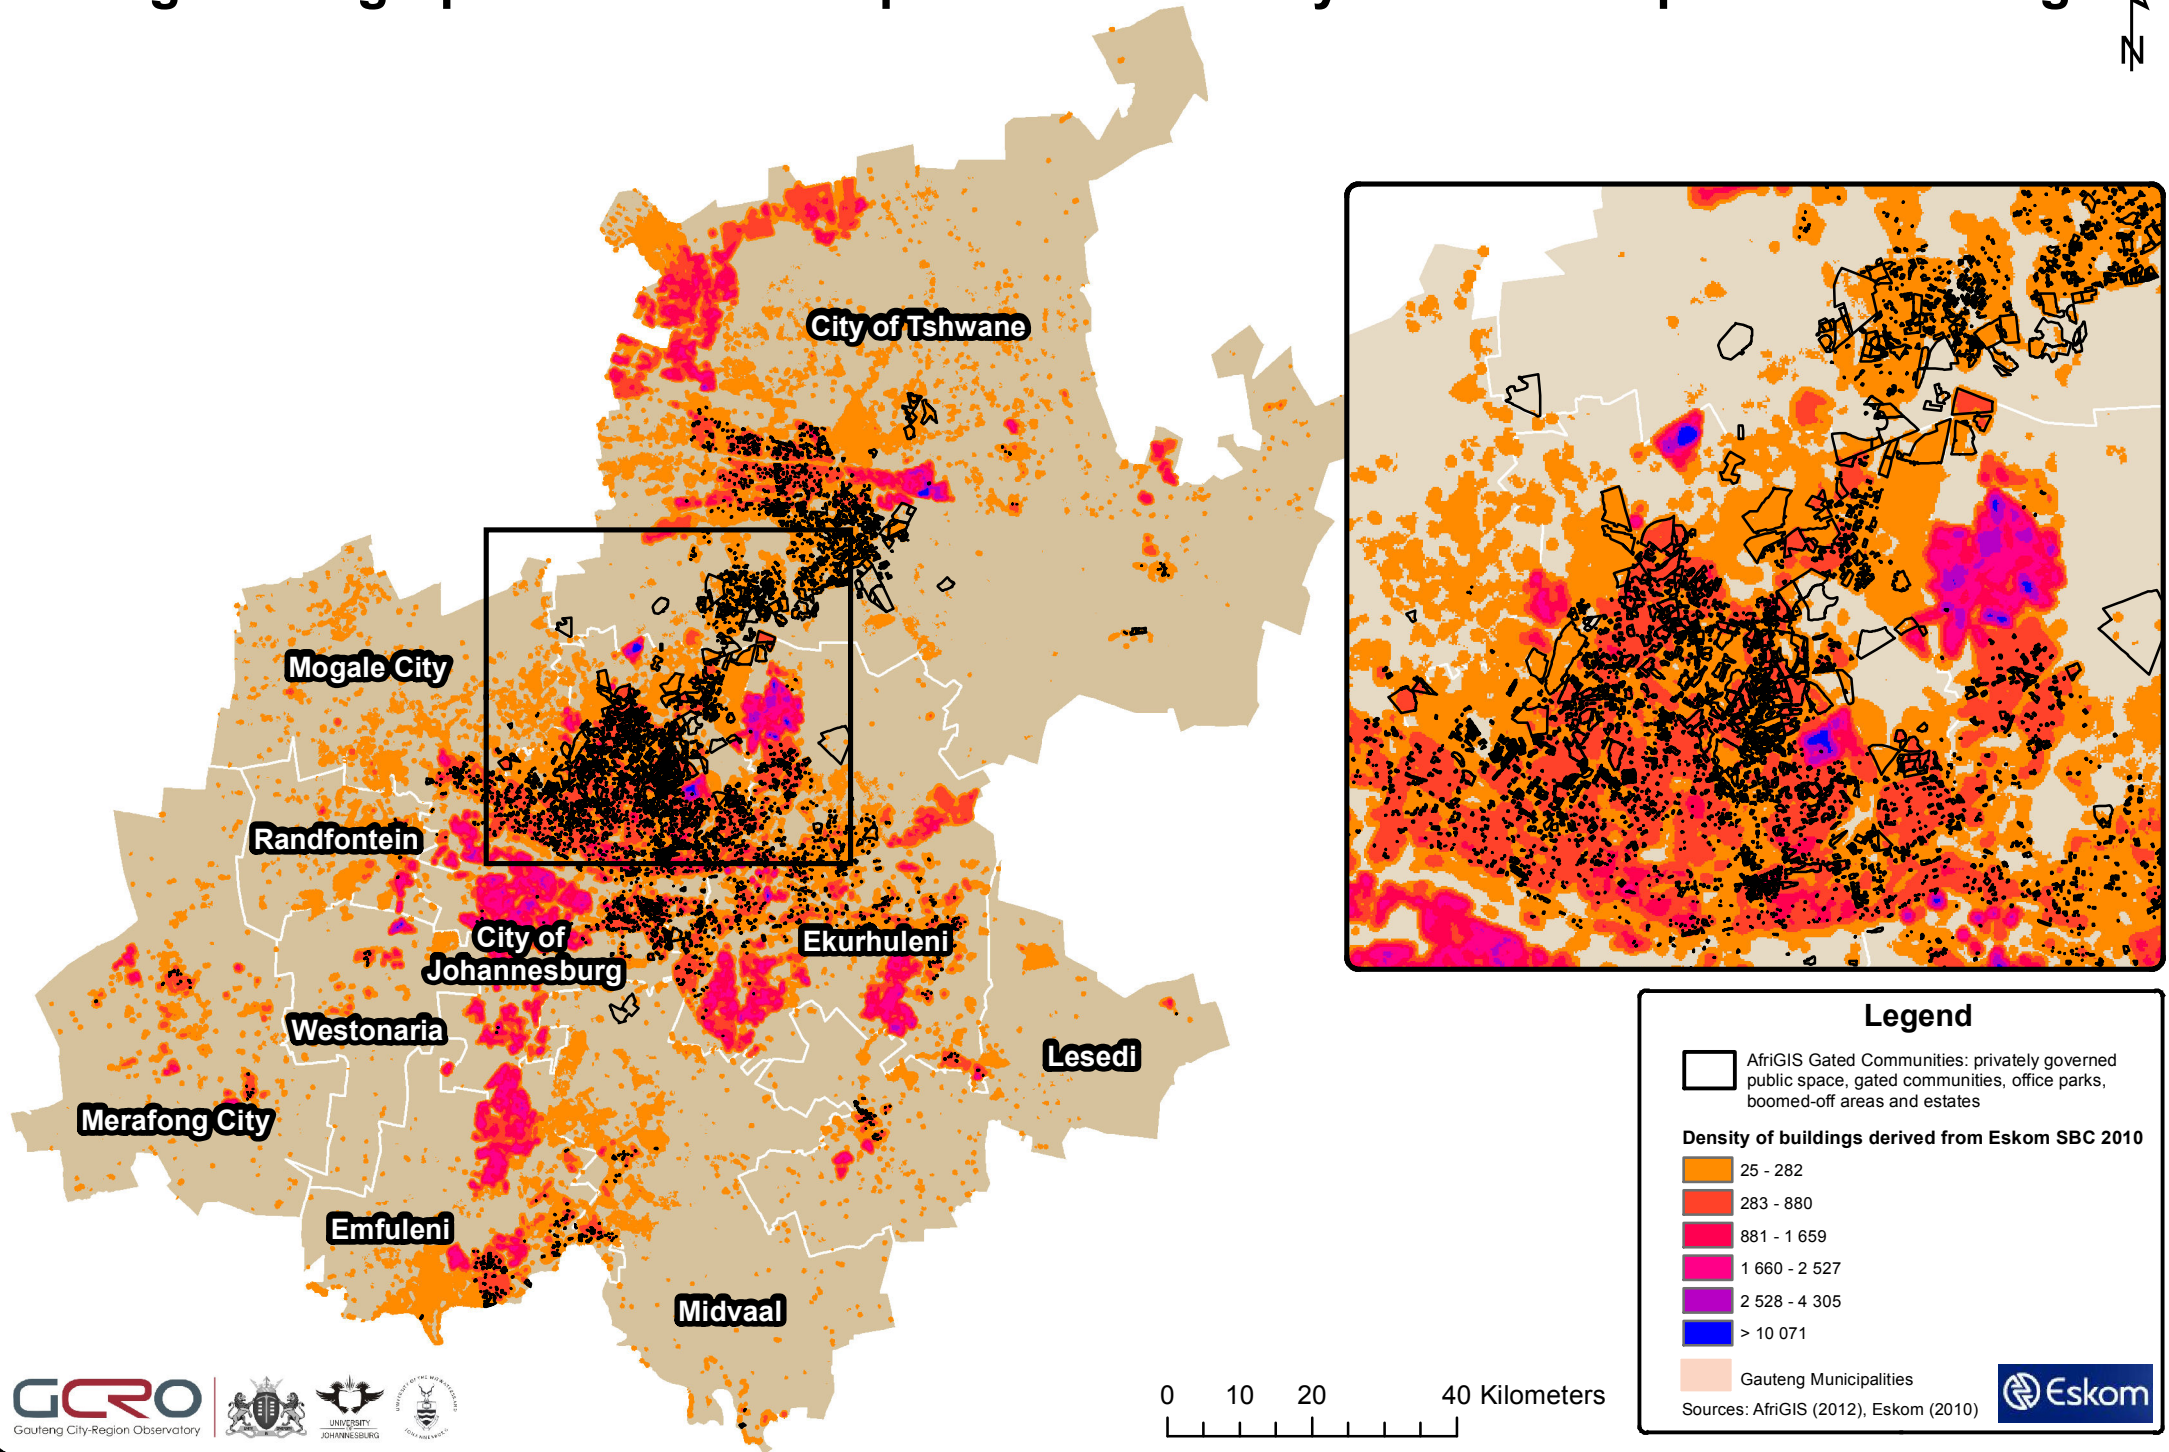 N
City of Tshwane
Mogale City
Randfontein
City of
Johannesburg
Ekurhuleni
Westonaria
Lesedi
Merafong City
Emfuleni
Midvaal
Legend
AfriGIS Gated Communities: privately governed
public space, gated communities, office parks,
boomed-off areas and estates
Density of buildings derived from Eskom SBC 2010
25 - 282
283 - 880
881 - 1 659
1 660 - 2 527
2 528 - 4 305
> 10 071
Gauteng Municipalities
Sources: AfriGIS (2012), Eskom (2010)
Eskom
0 10 20 40 Kilometers
GCRO
Gauteng City-Region Observatory
UNIVERSITY
OF
JOHANNESBURG